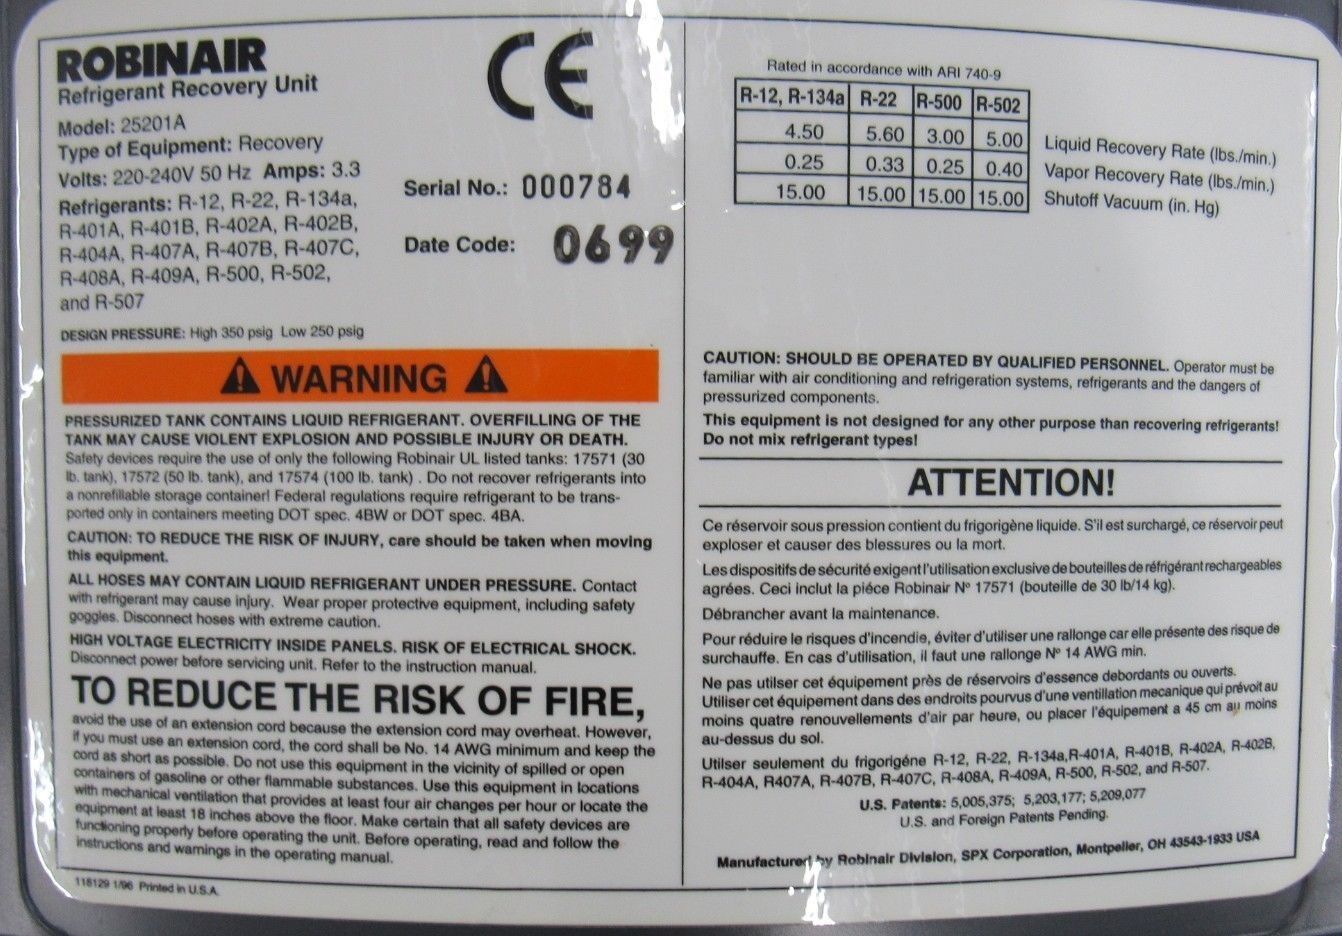 ROBINAIR
Refrigerant Recovery Unit
Model: 25201A
Type of Equipment: Recovery
Volts: 220-240V 50 Hz Amps: 3.3
Refrigerants: R-12, R-22, R-134a,
R-401A, R-401B, R-402A, R-402B,
R-404A, R-407A, R-407B, R-407C,
R-408A, R-409A, R-500, R-502,
and R-507
DESIGN PRESSURE: High 350 psig Low 250 psig
CE
Serial No.: 000784
Date Code: 0699
WARNING
PRESSURIZED TANK CONTAINS LIQUID REFRIGERANT. OVERFILLING OF THE
TANK MAY CAUSE VIOLENT EXPLOSION AND POSSIBLE INJURY OR DEATH.
Safety devices require the use of only the following Robinair UL listed tanks: 17571 (30
lb. tank), 17572 (50 lb. tank), and 17574 (100 lb. tank) . Do not recover refrigerants into
a nonrefillable storage container! Federal regulations require refrigerant to be trans-
ported only in containers meeting DOT spec. 4BW or DOT spec. 4BA.
CAUTION: TO REDUCE THE RISK OF INJURY, care should be taken when moving
this equipment.
ALL HOSES MAY CONTAIN LIQUID REFRIGERANT UNDER PRESSURE. Contact
with refrigerant may cause injury. Wear proper protective equipment, including safety
goggles. Disconnect hoses with extreme caution.
HIGH VOLTAGE ELECTRICITY INSIDE PANELS. RISK OF ELECTRICAL SHOCK.
Disconnect power before servicing unit. Refer to the instruction manual.
TO REDUCE THE RISK OF FIRE,
avoid the use of an extension cord because the extension cord may overheat. However,
if you must use an extension cord, the cord shall be No. 14 AWG minimum and keep the
cord as short as possible. Do not use this equipment in the vicinity of spilled or open
containers of gasoline or other flammable substances. Use this equipment in locations
with mechanical ventilation that provides at least four air changes per hour or locate the
equipment at least 18 inches above the floor. Make certain that all safety devices are
functioning properly before operating the unit. Before operating, read and follow the
instructions and warnings in the operating manual.
118129 1/96 Printed in U.S.A.
Rated in accordance with ARI 740-9
R-12, R-134a R-22 R-500 R-502
4.50 5.60 3.00 5.00 Liquid Recovery Rate (lbs./min.)
0.25 0.33 0.25 0.40 Vapor Recovery Rate (lbs./min.)
15.00 15.00 15.00 15.00 Shutoff Vacuum (in. Hg)
CAUTION: SHOULD BE OPERATED BY QUALIFIED PERSONNEL. Operator must be
familiar with air conditioning and refrigeration systems, refrigerants and the dangers of
pressurized components.
This equipment is not designed for any other purpose than recovering refrigerants!
Do not mix refrigerant types!
ATTENTION!
Ce réservoir sous pression contient du frigorigène liquide. S'il est surchargé, ce réservoir peut
exploser et causer des blessures ou la mort.
Les dispositifs de sécurité exigent l'utilisation exclusive de bouteilles de réfrigérant rechargeables
agrées. Ceci inclut la piéce Robinair Nº 17571 (bouteille de 30 lb/14 kg).
Débrancher avant la maintenance.
Pour réduire le risques d'incendie, éviter d'utiliser une rallonge car elle présente des risque de
surchauffe. En cas d'utilisation, il faut une rallonge Nº 14 AWG min.
Ne pas utilser cet équipement près de réservoirs d'essence debordants ou ouverts.
Utiliser cet équipement dans des endroits pourvus d'une ventilation mecanique qui prévoit au
moins quatre renouvellements d'air par heure, ou placer l'équipement a 45 cm au moins
au-dessus du sol.
Utilser seulement du frigorigéne R-12, R-22, R-134a,R-401A, R-401B, R-402A, R-402B,
R-404A, R407A, R-407B, R-407C, R-408A, R-409A, R-500, R-502, and R-507.
U.S. Patents: 5,005,375; 5,203,177; 5,209,077
U.S. and Foreign Patents Pending.
Manufactured by Robinair Division, SPX Corporation, Montpelier, OH 43543-1933 USA